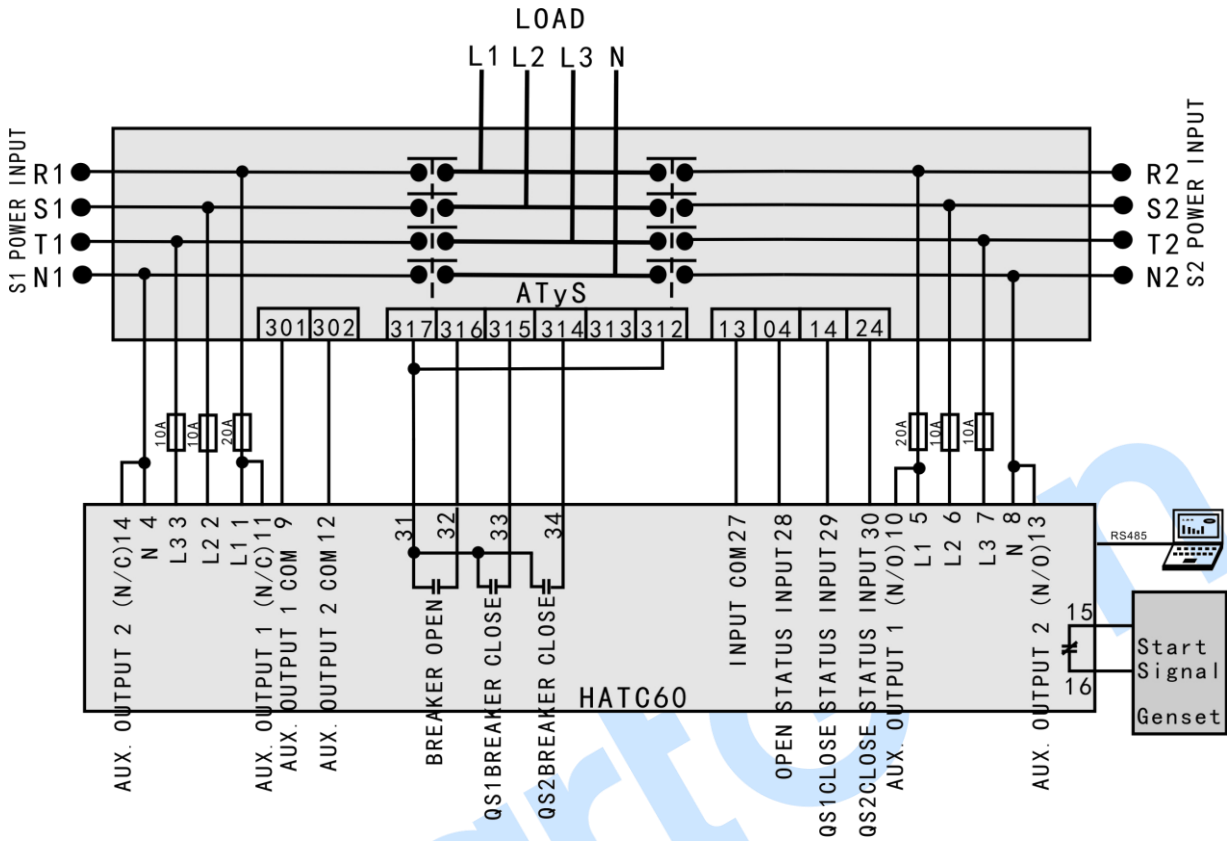 LOAD
L1 L2 L3 N
S1 POWER INPUT
R1
S1
T1
N1
R2
S2
T2
N2
S2 POWER INPUT
ATyS
301 302
317 316 315 314 313 312
13 04 14 24
10A
10A
20A
20A
10A
10A
AUX. OUTPUT 2 (N/C)14
N 4
L3 3
L2 2
L1 1
AUX. OUTPUT 1 (N/C)11
AUX. OUTPUT 1 COM 9
AUX. OUTPUT 2 COM 12
31
32
33
34
BREAKER OPEN
QS1BREAKER CLOSE
QS2BREAKER CLOSE
INPUT COM27
OPEN STATUS INPUT28
QS1CLOSE STATUS INPUT29
QS2CLOSE STATUS INPUT30
AUX. OUTPUT 1 (N/O)10
L1 5
L2 6
L3 7
N 8
AUX. OUTPUT 2 (N/O)13
HATC60
RS485
15
16
Start
Signal
Genset